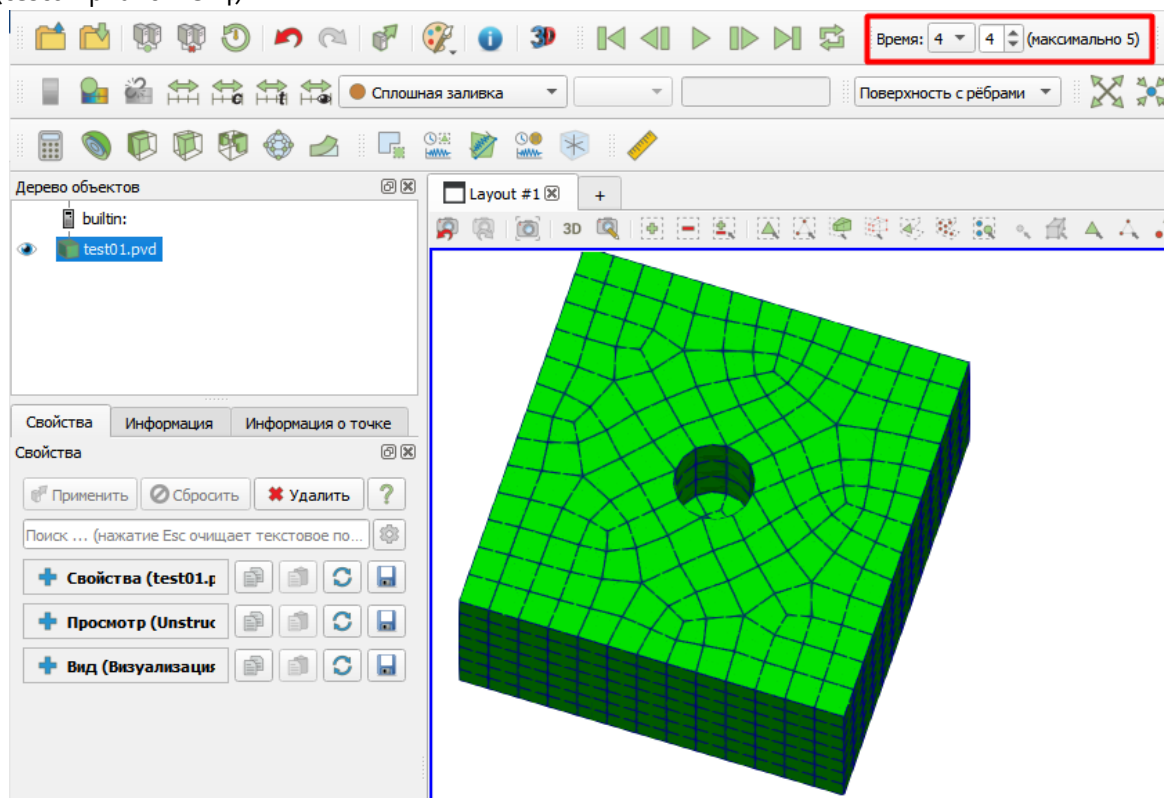 Время: 4 4 (максимально 5)
Сплошная заливка Поверхность с рёбрами
Дерево объектов
Layout #1 +
builtin:
test01.pvd
3D
Свойства Информация Информация о точке
Свойства
Применить Сбросить Удалить ?
Поиск ... (нажатие Esc очищает текстовое по...
Свойства (test01.p
Просмотр (Unstruc
Вид (Визуализация